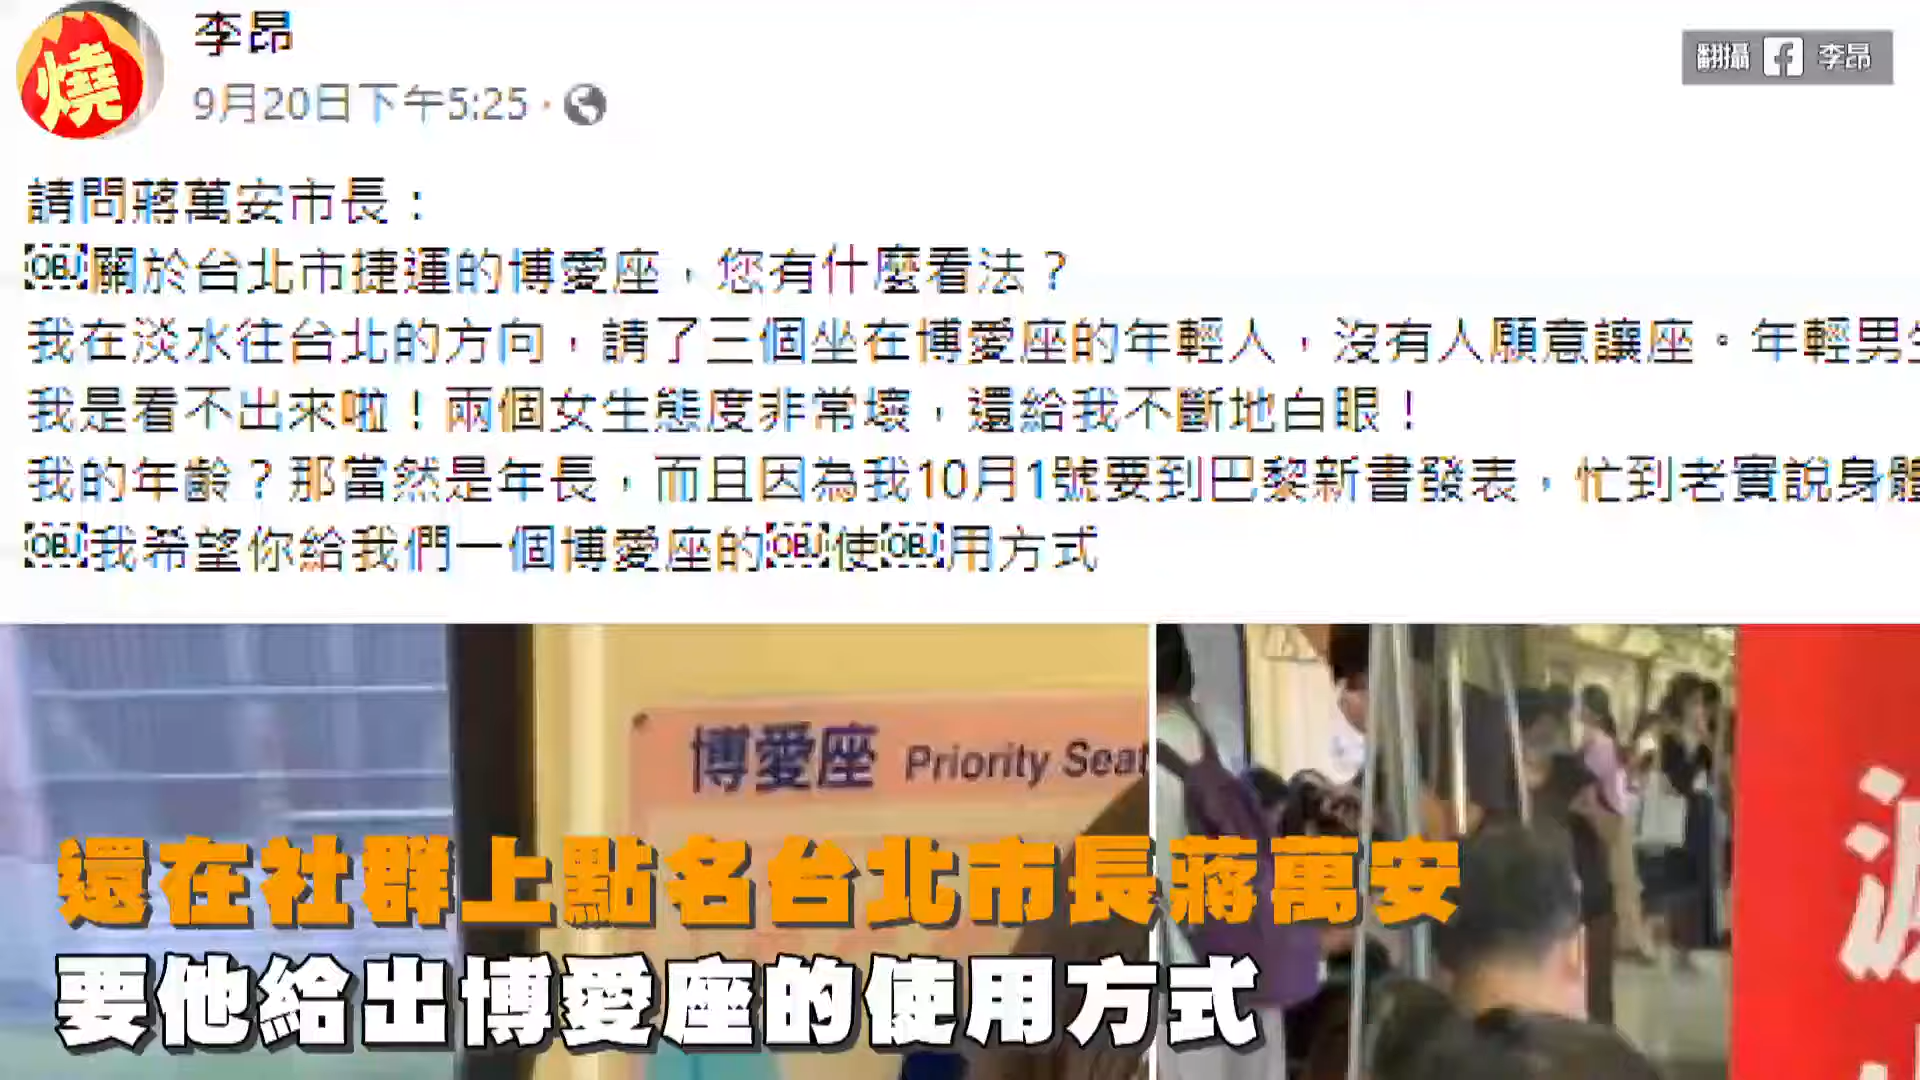 燒
李昂
9月20日下午5:25
翻攝 李昂
請問蔣萬安市長：
關於台北市捷運的博愛座，您有什麼看法？
我在淡水往台北的方向，請了三個坐在博愛座的年輕人，沒有人願意讓座。年輕男生
我是看不出來啦！兩個女生態度非常壞，還給我不斷地白眼！
我的年齡？那當然是年長，而且因為我10月1號要到巴黎新書發表，忙到老實說身體
我希望你給我們一個博愛座的使用方式
博愛座 Priority Seat
還在社群上點名台北市長蔣萬安
要他給出博愛座的使用方式